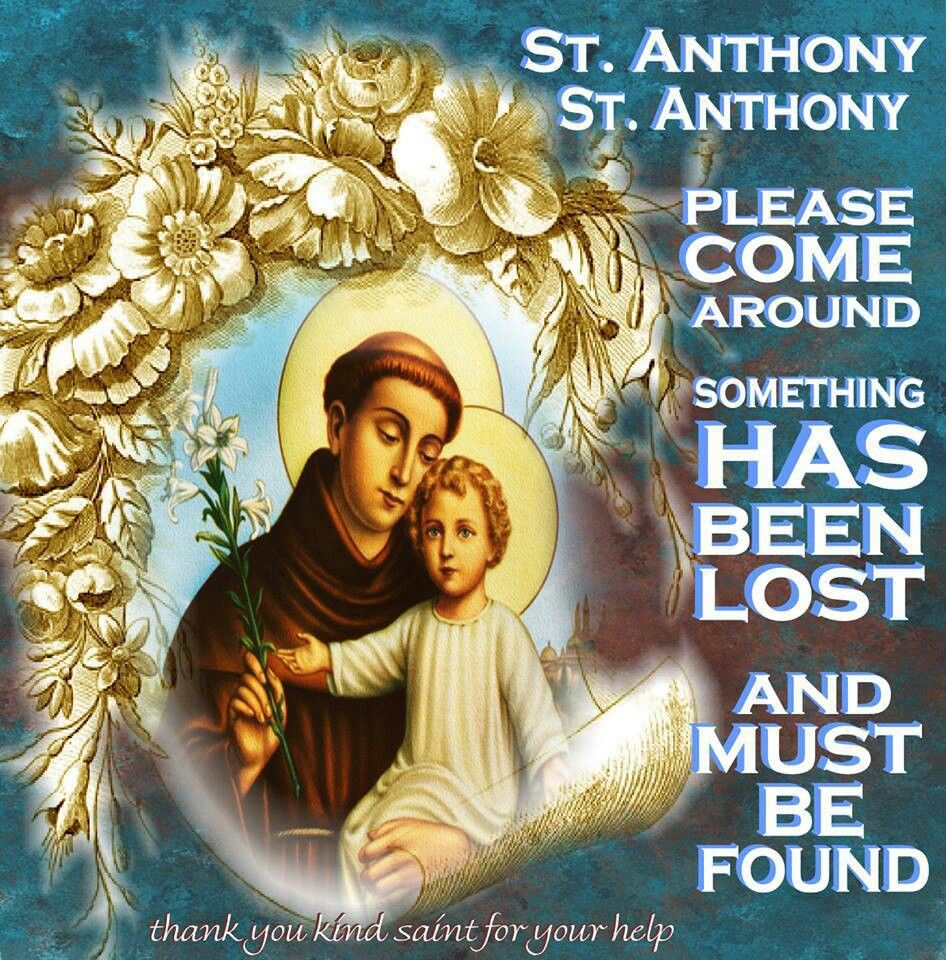 ST. ANTHONY
ST. ANTHONY
PLEASE
COME
AROUND
SOMETHING
HAS
BEEN
LOST
AND
MUST
BE
FOUND
thank you kind saint for your help